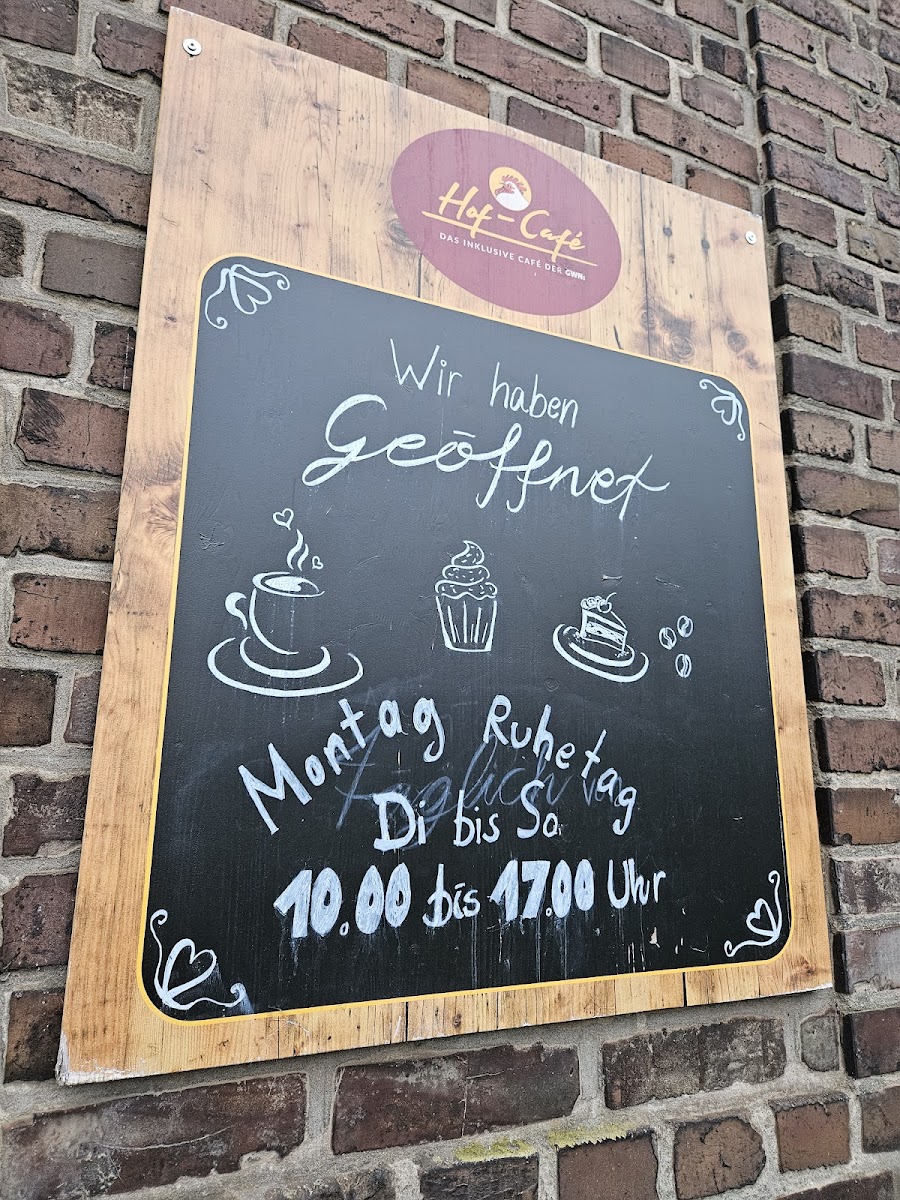 Hof-Café
DAS INKLUSIVE CAFÉ DER GWN:
Wir haben
Geöffnet
Montag Ruhetag
Täglich
Di bis So
10.00 bis 17.00 Uhr